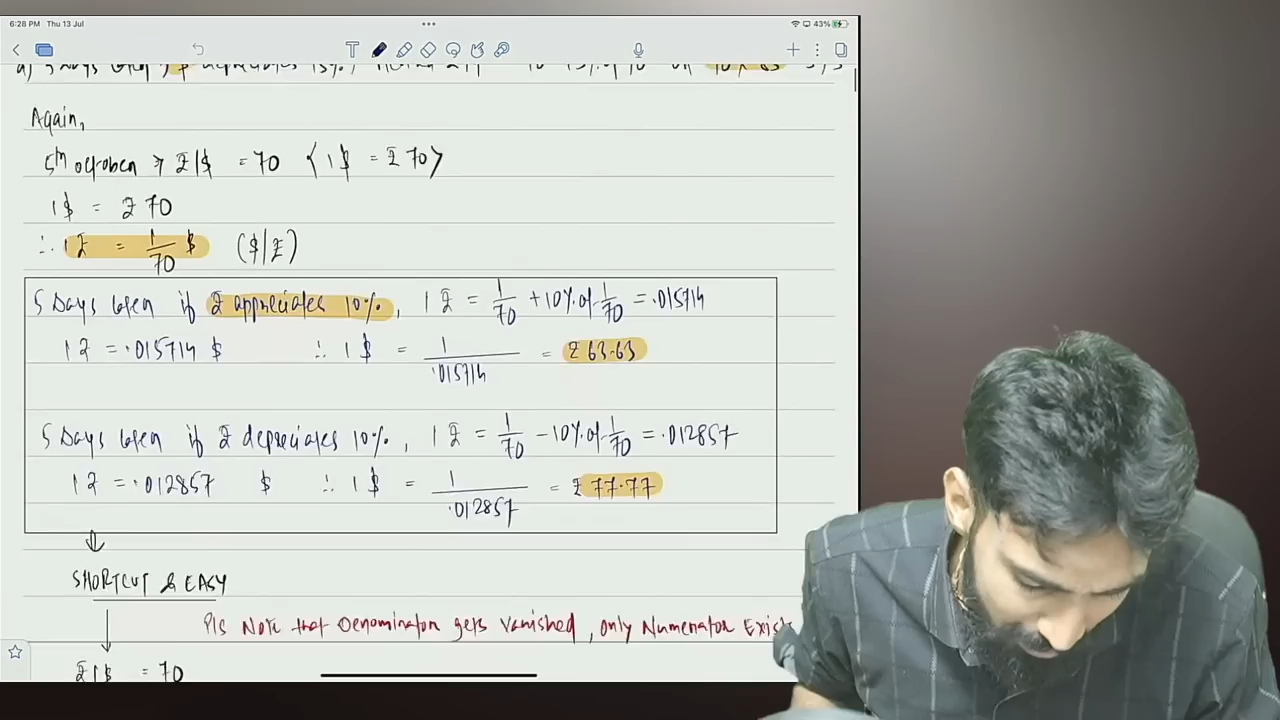 6:28 PM Thu 13 Jul
43%
$ depreciates
Again,
5th october → ₹|$ = 70 〈1$ = ₹70〉
1$ = ₹ 70
∴ 1₹ = 1/70 $ ($|₹)
5 Days later if ₹ appreciates 10%, 1 ₹ = 1/70 + 10% of 1/70 = .015714
1₹ = .015714 $ ∴ 1 $ = 1/.015714 = ₹ 63.63
5 Days later if ₹ depreciates 10%, 1 ₹ = 1/70 - 10% of 1/70 = .012857
1₹ = .012857 $ ∴ 1 $ = 1/.012857 = ₹ 77.77
SHORTCUT & EASY
Pls Note that Denominator gets Vanished, only Numerator Exists
₹|$ = 70